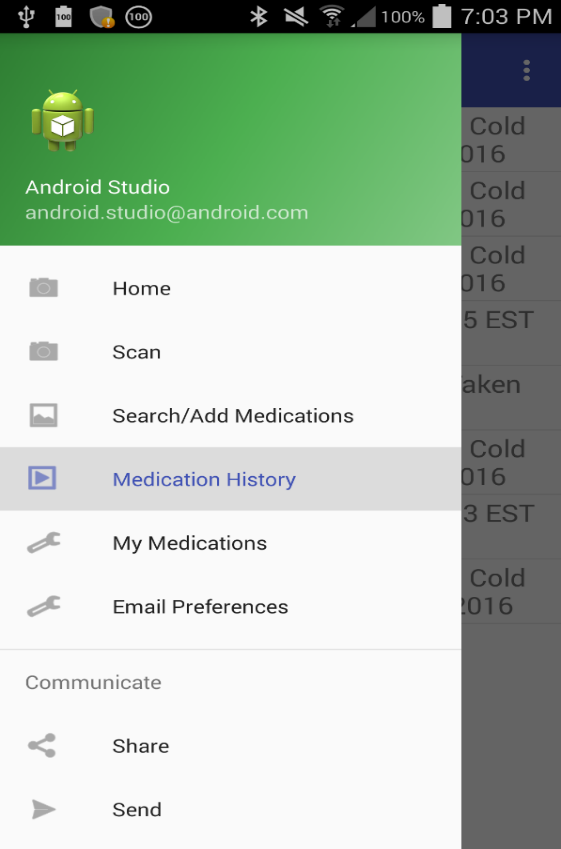 100
100
100%
7:03 PM
Android Studio
android.studio@android.com
Home
Scan
Search/Add Medications
Medication History
My Medications
Email Preferences
Communicate
Share
Send
Cold
016
Cold
016
Cold
016
5 EST
aken
Cold
016
3 EST
Cold
2016